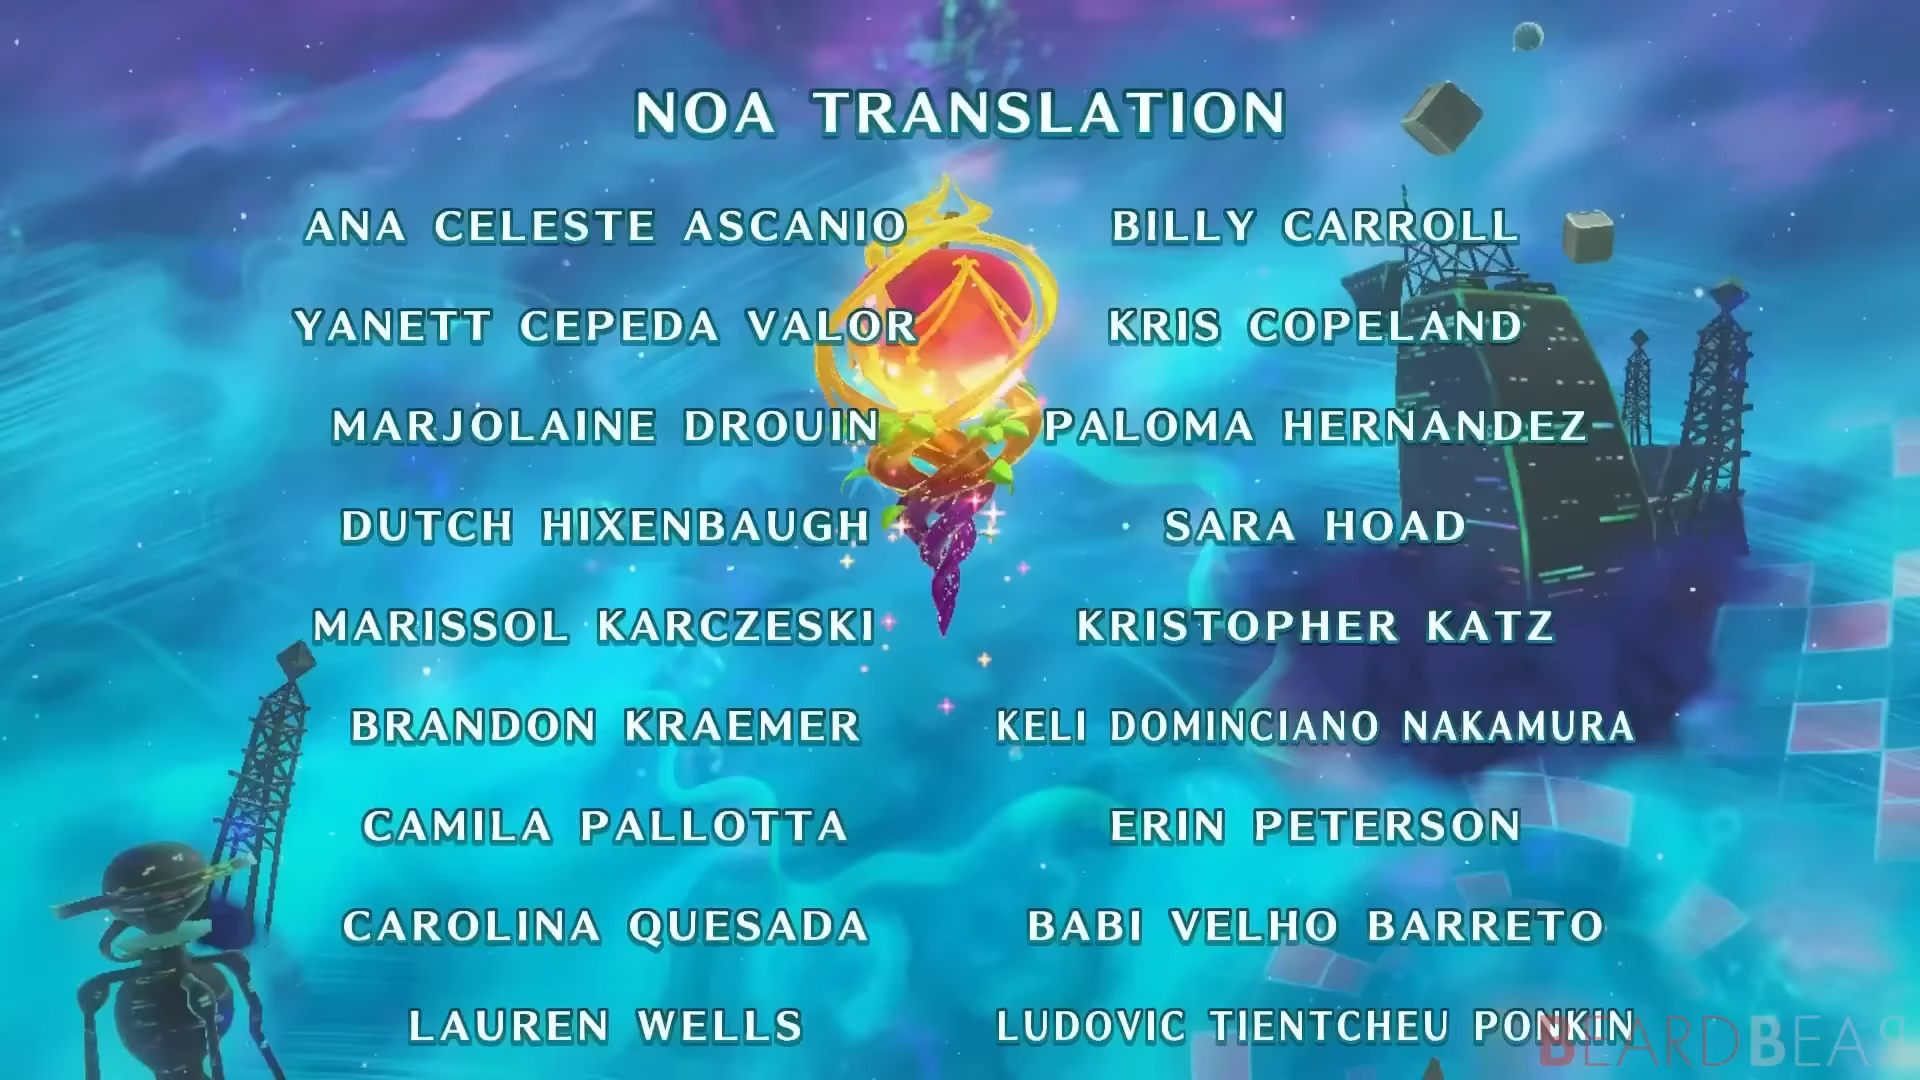 NOA TRANSLATION
ANA CELESTE ASCANIO
BILLY CARROLL
YANETT CEPEDA VALOR
KRIS COPELAND
MARJOLAINE DROUIN
PALOMA HERNANDEZ
DUTCH HIXENBAUGH
SARA HOAD
MARISSOL KARCZESKI
KRISTOPHER KATZ
BRANDON KRAEMER
KELI DOMINCIANO NAKAMURA
CAMILA PALLOTTA
ERIN PETERSON
CAROLINA QUESADA
BABI VELHO BARRETO
LAUREN WELLS
LUDOVIC TIENTCHEU PONKIN
BEARDBEAR